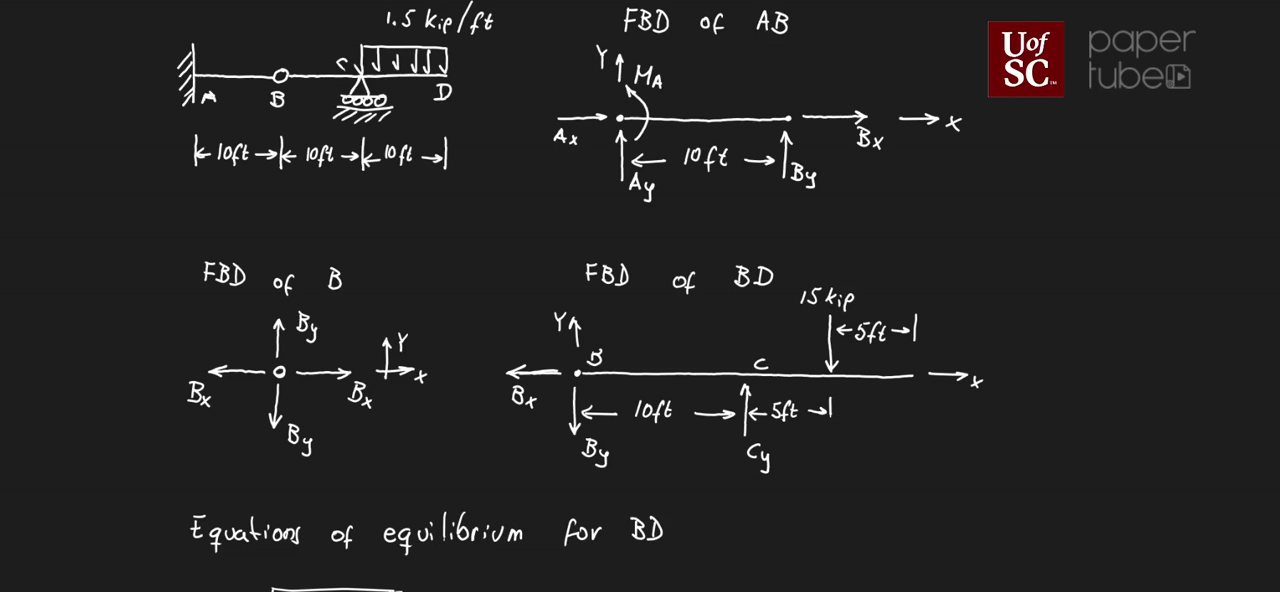 1.5 kip/ft
C
A B D
10ft 10ft 10ft
FBD of AB
Y
MA
Ax Bx x
10ft
Ay By
UofSC
paper tube
FBD of B
By
Y
Bx Bx x
By
FBD of BD
15 kip
Y 5ft
B C
Bx x
10ft 5ft
By Cy
Equations of equilibrium for BD